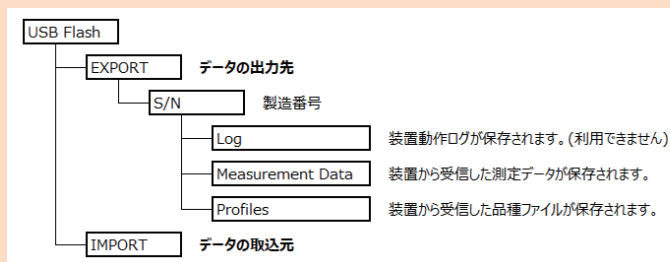 USB Flash
EXPORT データの出力先
S/N 製造番号
Log 装置動作ログが保存されます。(利用できません)
Measurement Data 装置から受信した測定データが保存されます。
Profiles 装置から受信した品種ファイルが保存されます。
IMPORT データの取込元